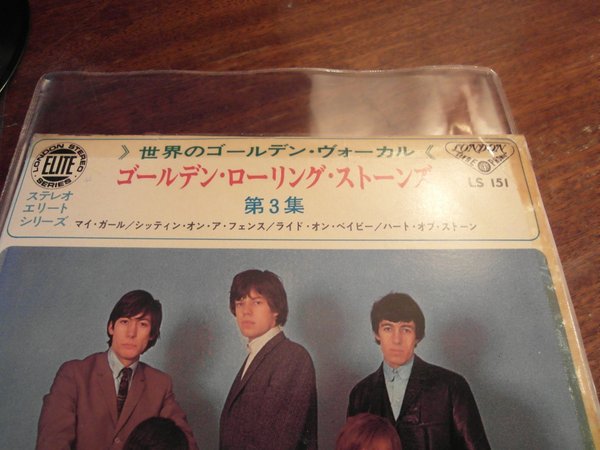 LONDON STEREO
ELITE
SERIES
ステレオ
エリート
シリーズ
》世界のゴールデン・ヴォーカル《
ゴールデン・ローリング・ストーンズ
第3集
マイ・ガール/シッティン・オン・ア・フェンス/ライド・オン・ベイビー/ハート・オブ・ストーン
LONDON
LS 151